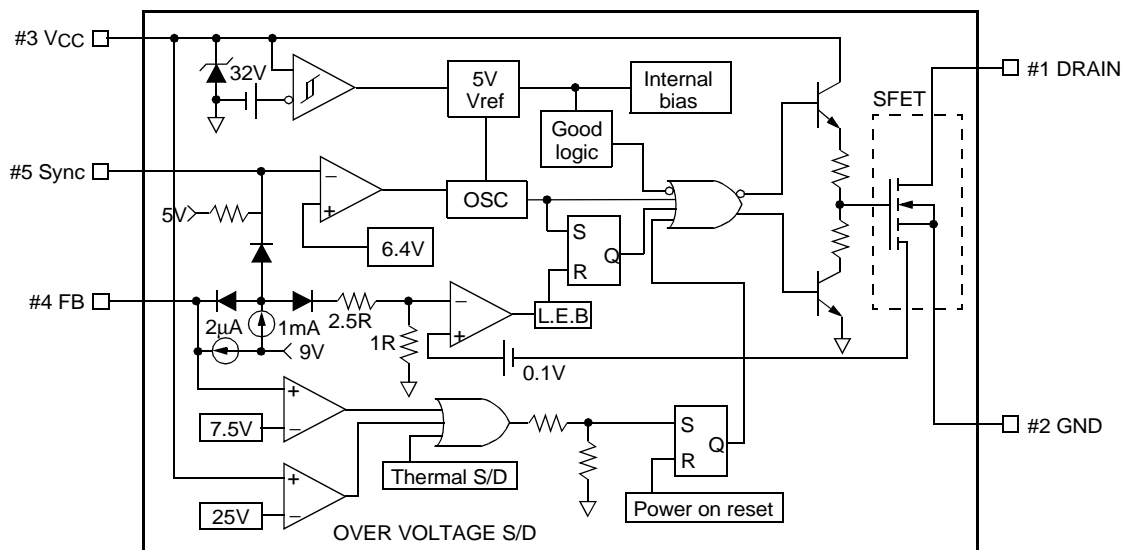 #3 VCC
32V
5V
Vref
Internal
bias
Good
logic
#1 DRAIN
SFET
#5 Sync
5V
OSC
6.4V
S
R
Q
#4 FB
2μA
1mA
9V
2.5R
1R
L.E.B
0.1V
7.5V
25V
Thermal S/D
S
R
Q
Power on reset
#2 GND
OVER VOLTAGE S/D